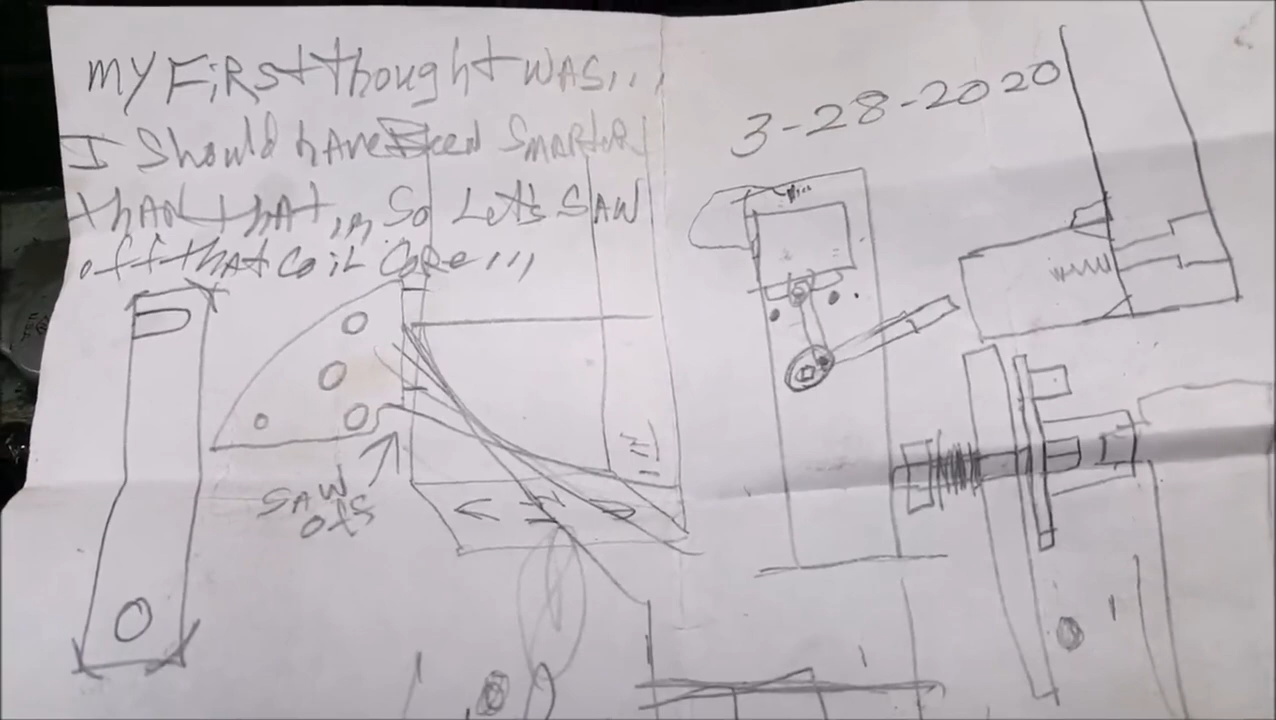 my First thought WAS,,,
I Should hAve Been SmArter
thAn thAt,,, So Let's SAW
off thAt coiL Core,,,
3-28-2020
SAW